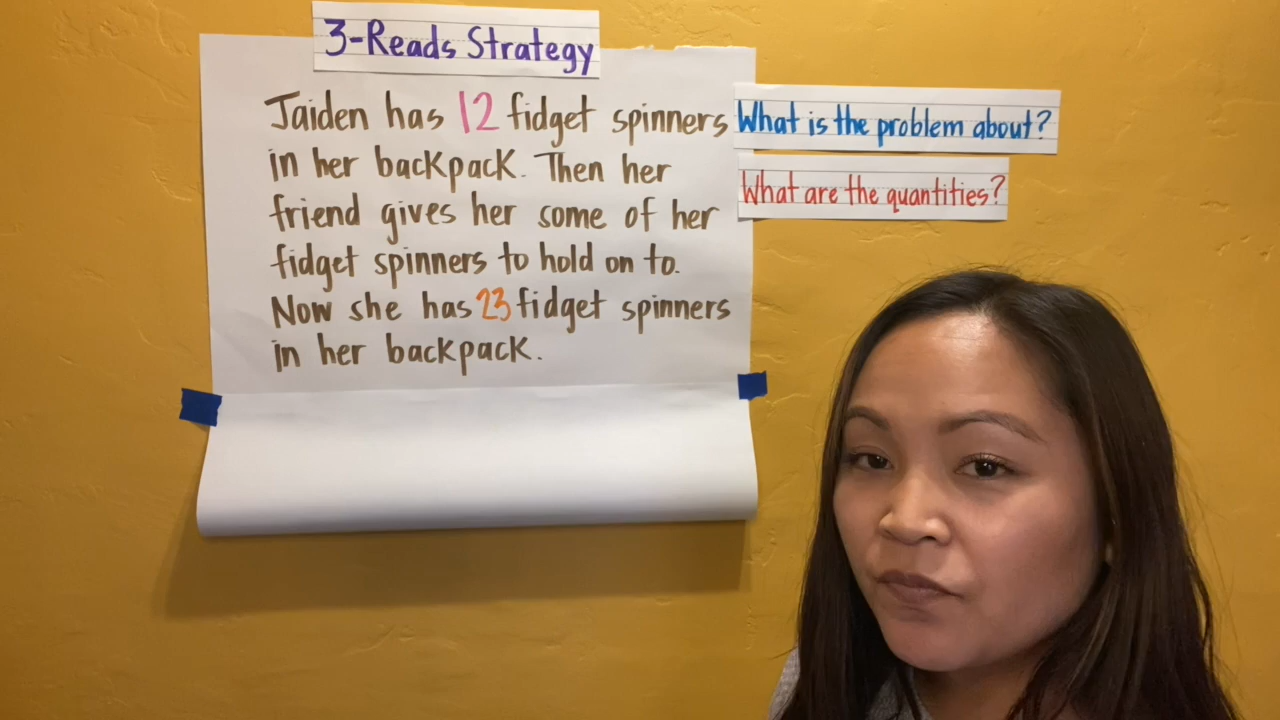 3-Reads Strategy
Jaiden has 12 fidget spinners
in her backpack. Then her
friend gives her some of her
fidget spinners to hold on to.
Now she has 23 fidget spinners
in her backpack.
What is the problem about?
What are the quantities?